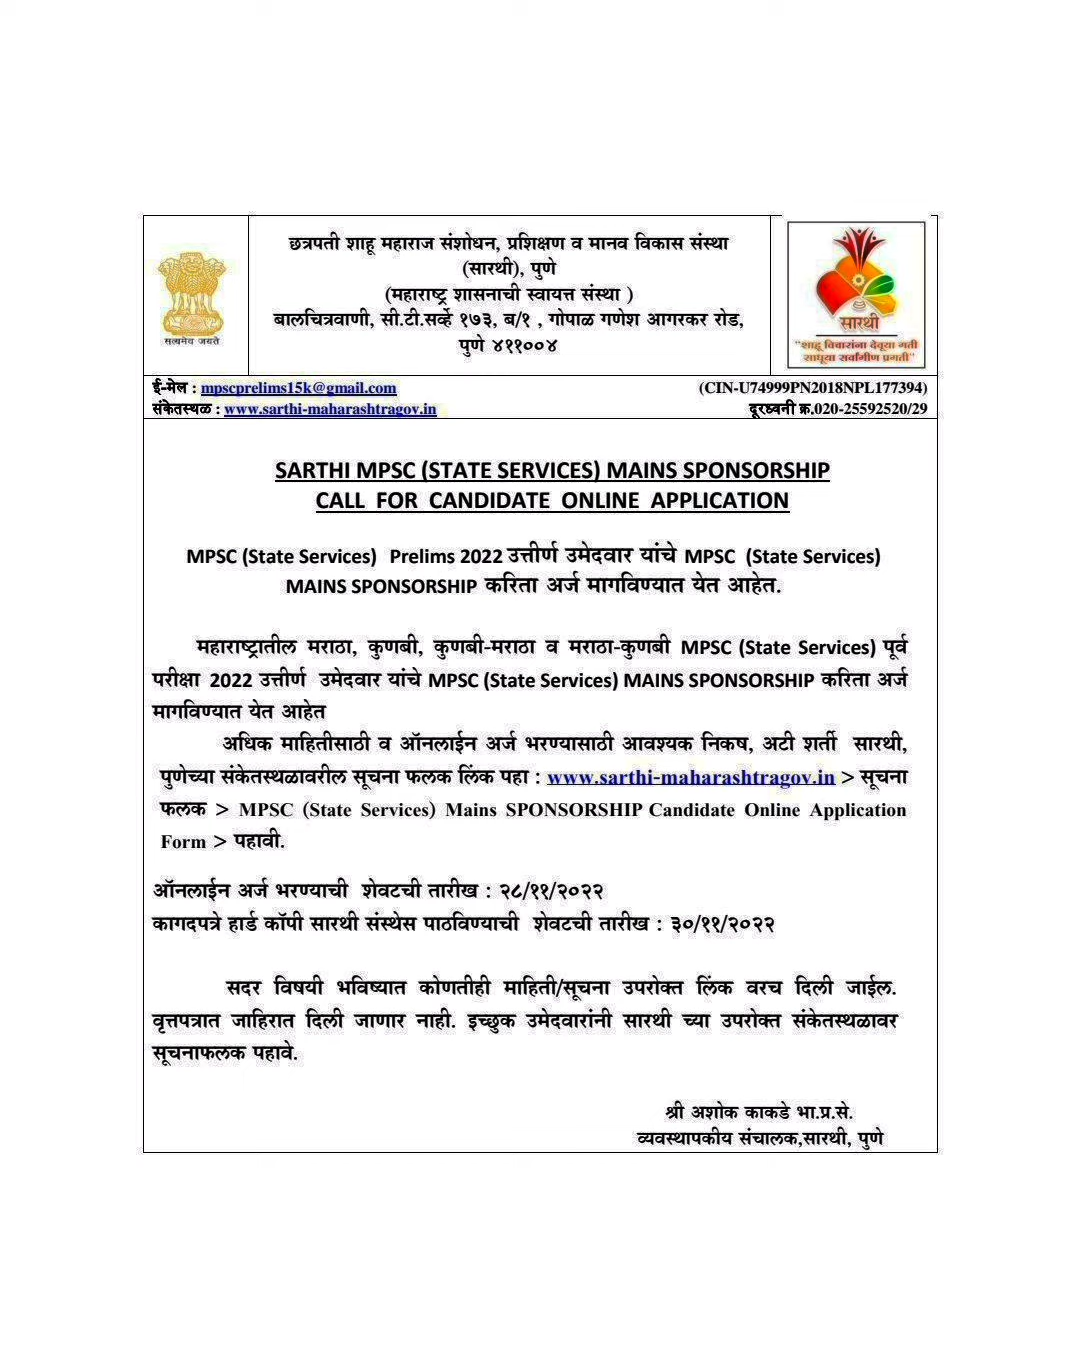 छत्रपती शाहू महाराज संशोधन, प्रशिक्षण व मानव विकास संस्था
(सारथी), पुणे
(महाराष्ट्र शासनाची स्वायत्त संस्था )
बालचित्रवाणी, सी.टी.सर्व्हे १७३, ब/१ , गोपाळ गणेश आगरकर रोड,
पुणे ४११००४
सत्यमेव जयते
सारथी
"शाहू विचारांना देवूया गती
साधूया सर्वांगीण प्रगती"
ई-मेल : mpscprelims15k@gmail.com (CIN-U74999PN2018NPL177394)
संकेतस्थळ : www.sarthi-maharashtragov.in दूरध्वनी क्र.020-25592520/29
SARTHI MPSC (STATE SERVICES) MAINS SPONSORSHIP
CALL FOR CANDIDATE ONLINE APPLICATION
MPSC (State Services) Prelims 2022 उत्तीर्ण उमेदवार यांचे MPSC (State Services)
MAINS SPONSORSHIP करिता अर्ज मागविण्यात येत आहेत.
महाराष्ट्रातील मराठा, कुणबी, कुणबी-मराठा व मराठा-कुणबी MPSC (State Services) पूर्व
परीक्षा 2022 उत्तीर्ण उमेदवार यांचे MPSC (State Services) MAINS SPONSORSHIP करिता अर्ज
मागविण्यात येत आहेत
अधिक माहितीसाठी व ऑनलाईन अर्ज भरण्यासाठी आवश्यक निकष, अटी शर्ती सारथी,
पुणेच्या संकेतस्थळावरील सूचना फलक लिंक पहा : www.sarthi-maharashtragov.in > सूचना
फलक > MPSC (State Services) Mains SPONSORSHIP Candidate Online Application
Form > पहावी.
ऑनलाईन अर्ज भरण्याची शेवटची तारीख : २८/११/२०२२
कागदपत्रे हार्ड कॉपी सारथी संस्थेस पाठविण्याची शेवटची तारीख : ३०/११/२०२२
सदर विषयी भविष्यात कोणतीही माहिती/सूचना उपरोक्त लिंक वरच दिली जाईल.
वृत्तपत्रात जाहिरात दिली जाणार नाही. इच्छुक उमेदवारांनी सारथी च्या उपरोक्त संकेतस्थळावर
सूचनाफलक पहावे.
श्री अशोक काकडे भा.प्र.से.
व्यवस्थापकीय संचालक,सारथी, पुणे